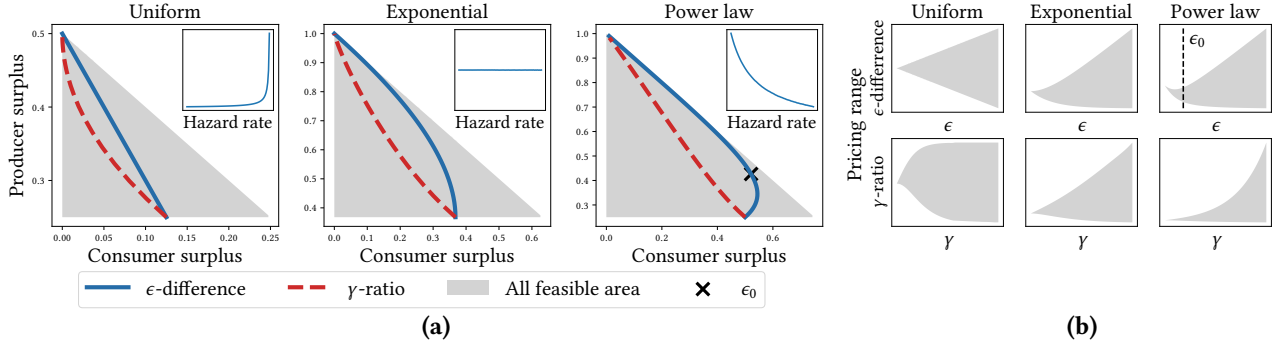 Uniform
Exponential
Power law
Producer surplus
0.5
0.4
0.3
Hazard rate
0.00 0.05 0.10 0.15 0.20 0.25
Consumer surplus
1.0
0.9
0.8
0.7
0.6
0.5
0.4
Hazard rate
0.0 0.1 0.2 0.3 0.4 0.5 0.6
Consumer surplus
1.0
0.9
0.8
0.7
0.6
0.5
0.4
0.3
Hazard rate
0.0 0.2 0.4 0.6
Consumer surplus
ϵ-difference
γ-ratio
All feasible area
ϵ0
(a)
Uniform
Exponential
Power law
Pricing range
ϵ-difference
ϵ0
ϵ
ϵ
ϵ
γ-ratio
γ
γ
γ
(b)